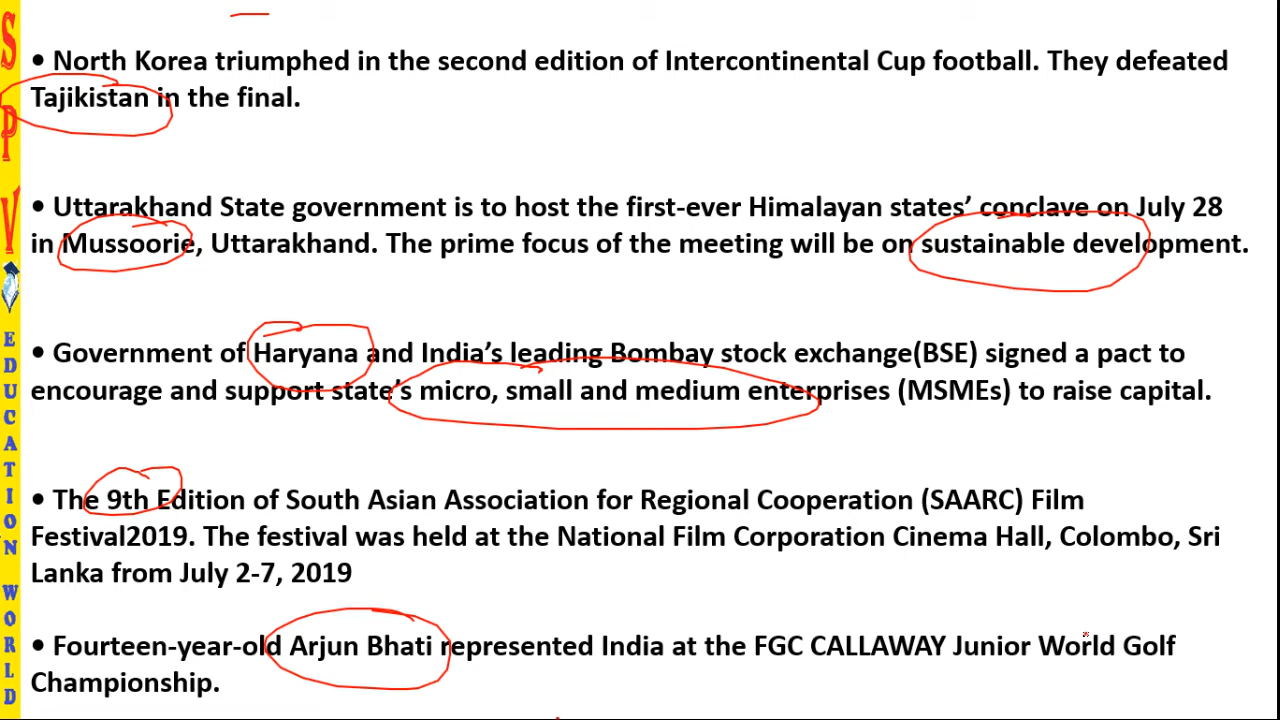 SPV
EDUCATION WORLD
• North Korea triumphed in the second edition of Intercontinental Cup football. They defeated
Tajikistan in the final.
• Uttarakhand State government is to host the first-ever Himalayan states’ conclave on July 28
in Mussoorie, Uttarakhand. The prime focus of the meeting will be on sustainable development.
• Government of Haryana and India’s leading Bombay stock exchange(BSE) signed a pact to
encourage and support state’s micro, small and medium enterprises (MSMEs) to raise capital.
• The 9th Edition of South Asian Association for Regional Cooperation (SAARC) Film
Festival2019. The festival was held at the National Film Corporation Cinema Hall, Colombo, Sri
Lanka from July 2-7, 2019
• Fourteen-year-old Arjun Bhati represented India at the FGC CALLAWAY Junior World Golf
Championship.